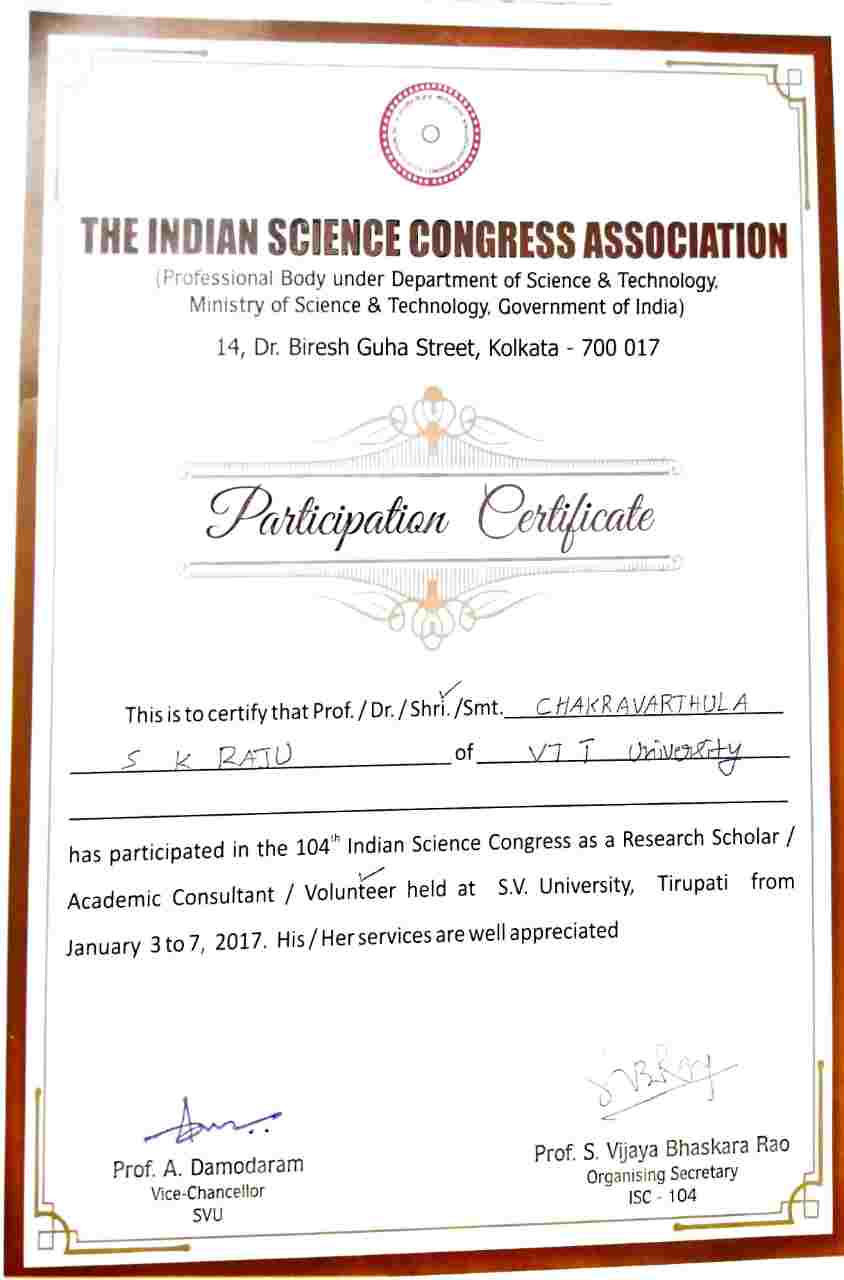 THE INDIAN SCIENCE CONGRESS ASSOCIATION
(Professional Body under Department of Science & Technology,
Ministry of Science & Technology, Government of India)
14, Dr. Biresh Guha Street, Kolkata - 700 017
Participation Certificate
This is to certify that Prof. / Dr. / Shri. /Smt. CHAKRAVARTHULA
S K RAJU of VIT University
has participated in the 104th Indian Science Congress as a Research Scholar /
Academic Consultant / Volunteer held at S.V. University, Tirupati from
January 3 to 7, 2017. His / Her services are well appreciated
Prof. A. Damodaram
Vice-Chancellor
SVU
Prof. S. Vijaya Bhaskara Rao
Organising Secretary
ISC - 104